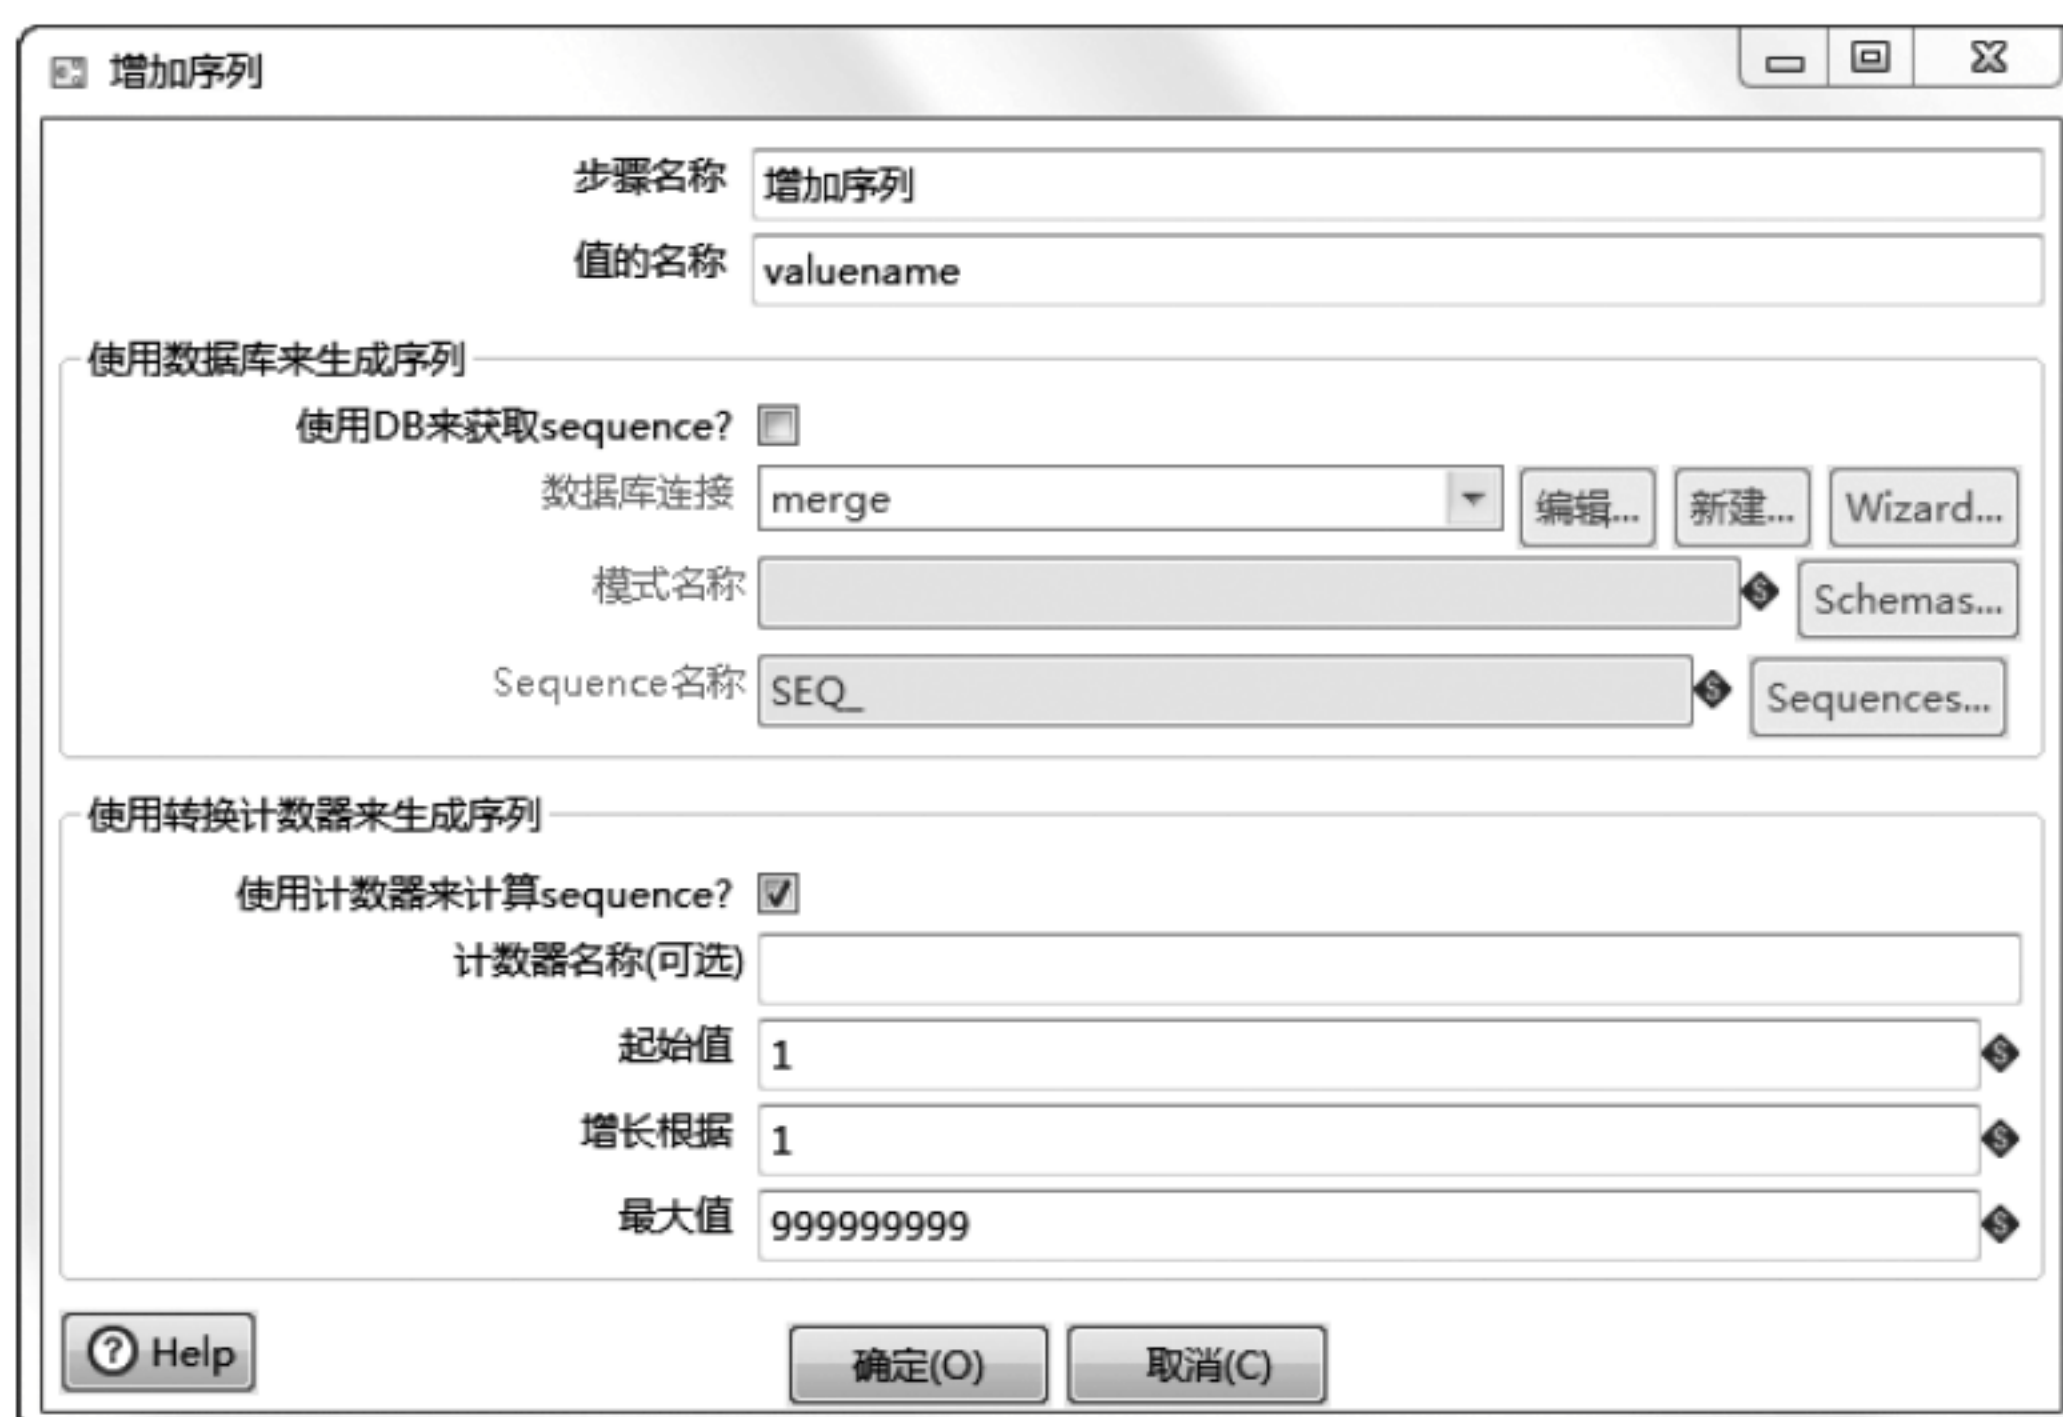 增加序列
步骤名称 增加序列
值的名称 valuename
使用数据库来生成序列
使用DB来获取sequence?
数据库连接 merge 编辑... 新建... Wizard...
模式名称 Schemas...
Sequence名称 SEQ_ Sequences...
使用转换计数器来生成序列
使用计数器来计算sequence?
计数器名称(可选)
起始值 1
增长根据 1
最大值 999999999
Help 确定(O) 取消(C)